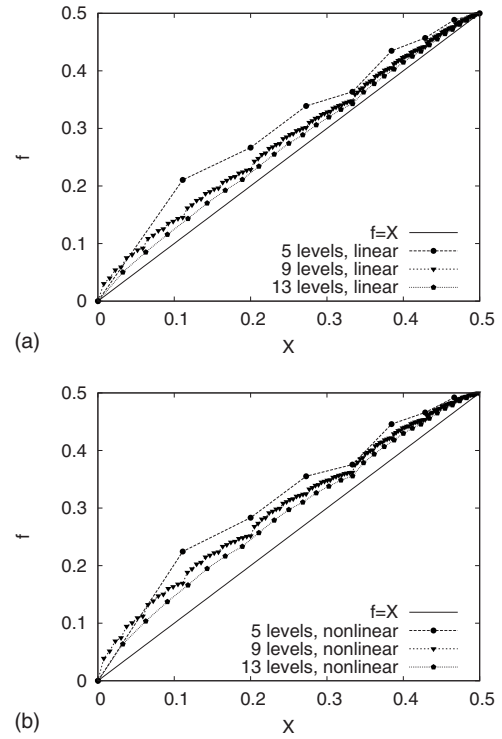 0.5
0.4
0.3
0.2
0.1
0
f
0 0.1 0.2 0.3 0.4 0.5
X
f=X
5 levels, linear
9 levels, linear
13 levels, linear
(a)
0.5
0.4
0.3
0.2
0.1
0
f
0 0.1 0.2 0.3 0.4 0.5
X
f=X
5 levels, nonlinear
9 levels, nonlinear
13 levels, nonlinear
(b)